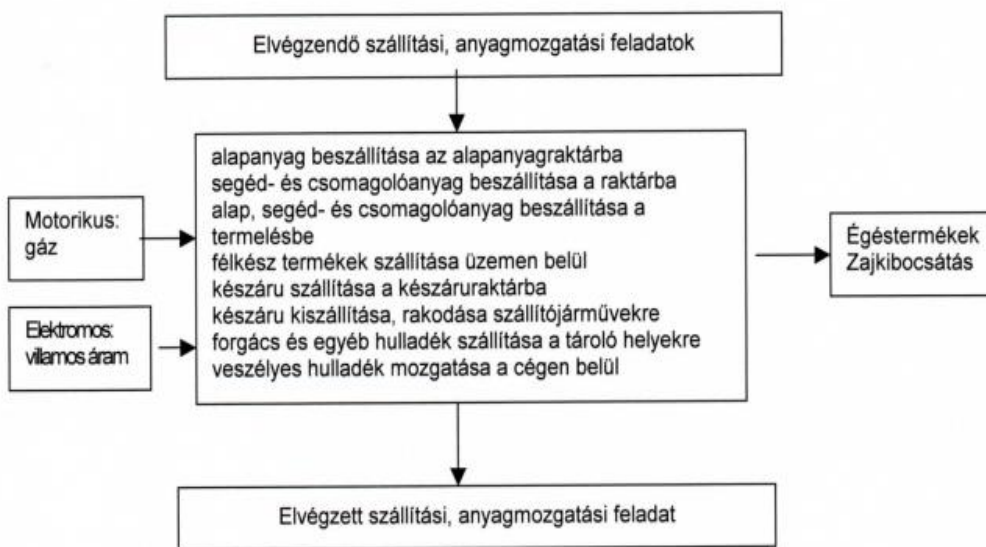 Elvégzendő szállítási, anyagmozgatási feladatok
Motorikus:
gáz
Elektromos:
villamos áram
alapanyag beszállítása az alapanyagraktárba
segéd- és csomagolóanyag beszállítása a raktárba
alap, segéd- és csomagolóanyag beszállítása a
termelésbe
félkész termékek szállítása üzemen belül
készáru szállítása a készáruraktárba
készáru kiszállítása, rakodása szállítójárművekre
forgács és egyéb hulladék szállítása a tároló helyekre
veszélyes hulladék mozgatása a cégen belül
Égéstermékek
Zajkibocsátás
Elvégzett szállítási, anyagmozgatási feladat